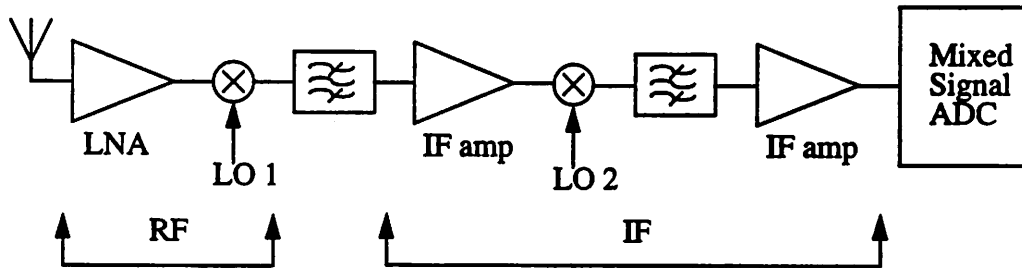 Mixed
Signal
ADC
LNA
IF amp
IF amp
LO 1
LO 2
RF
IF